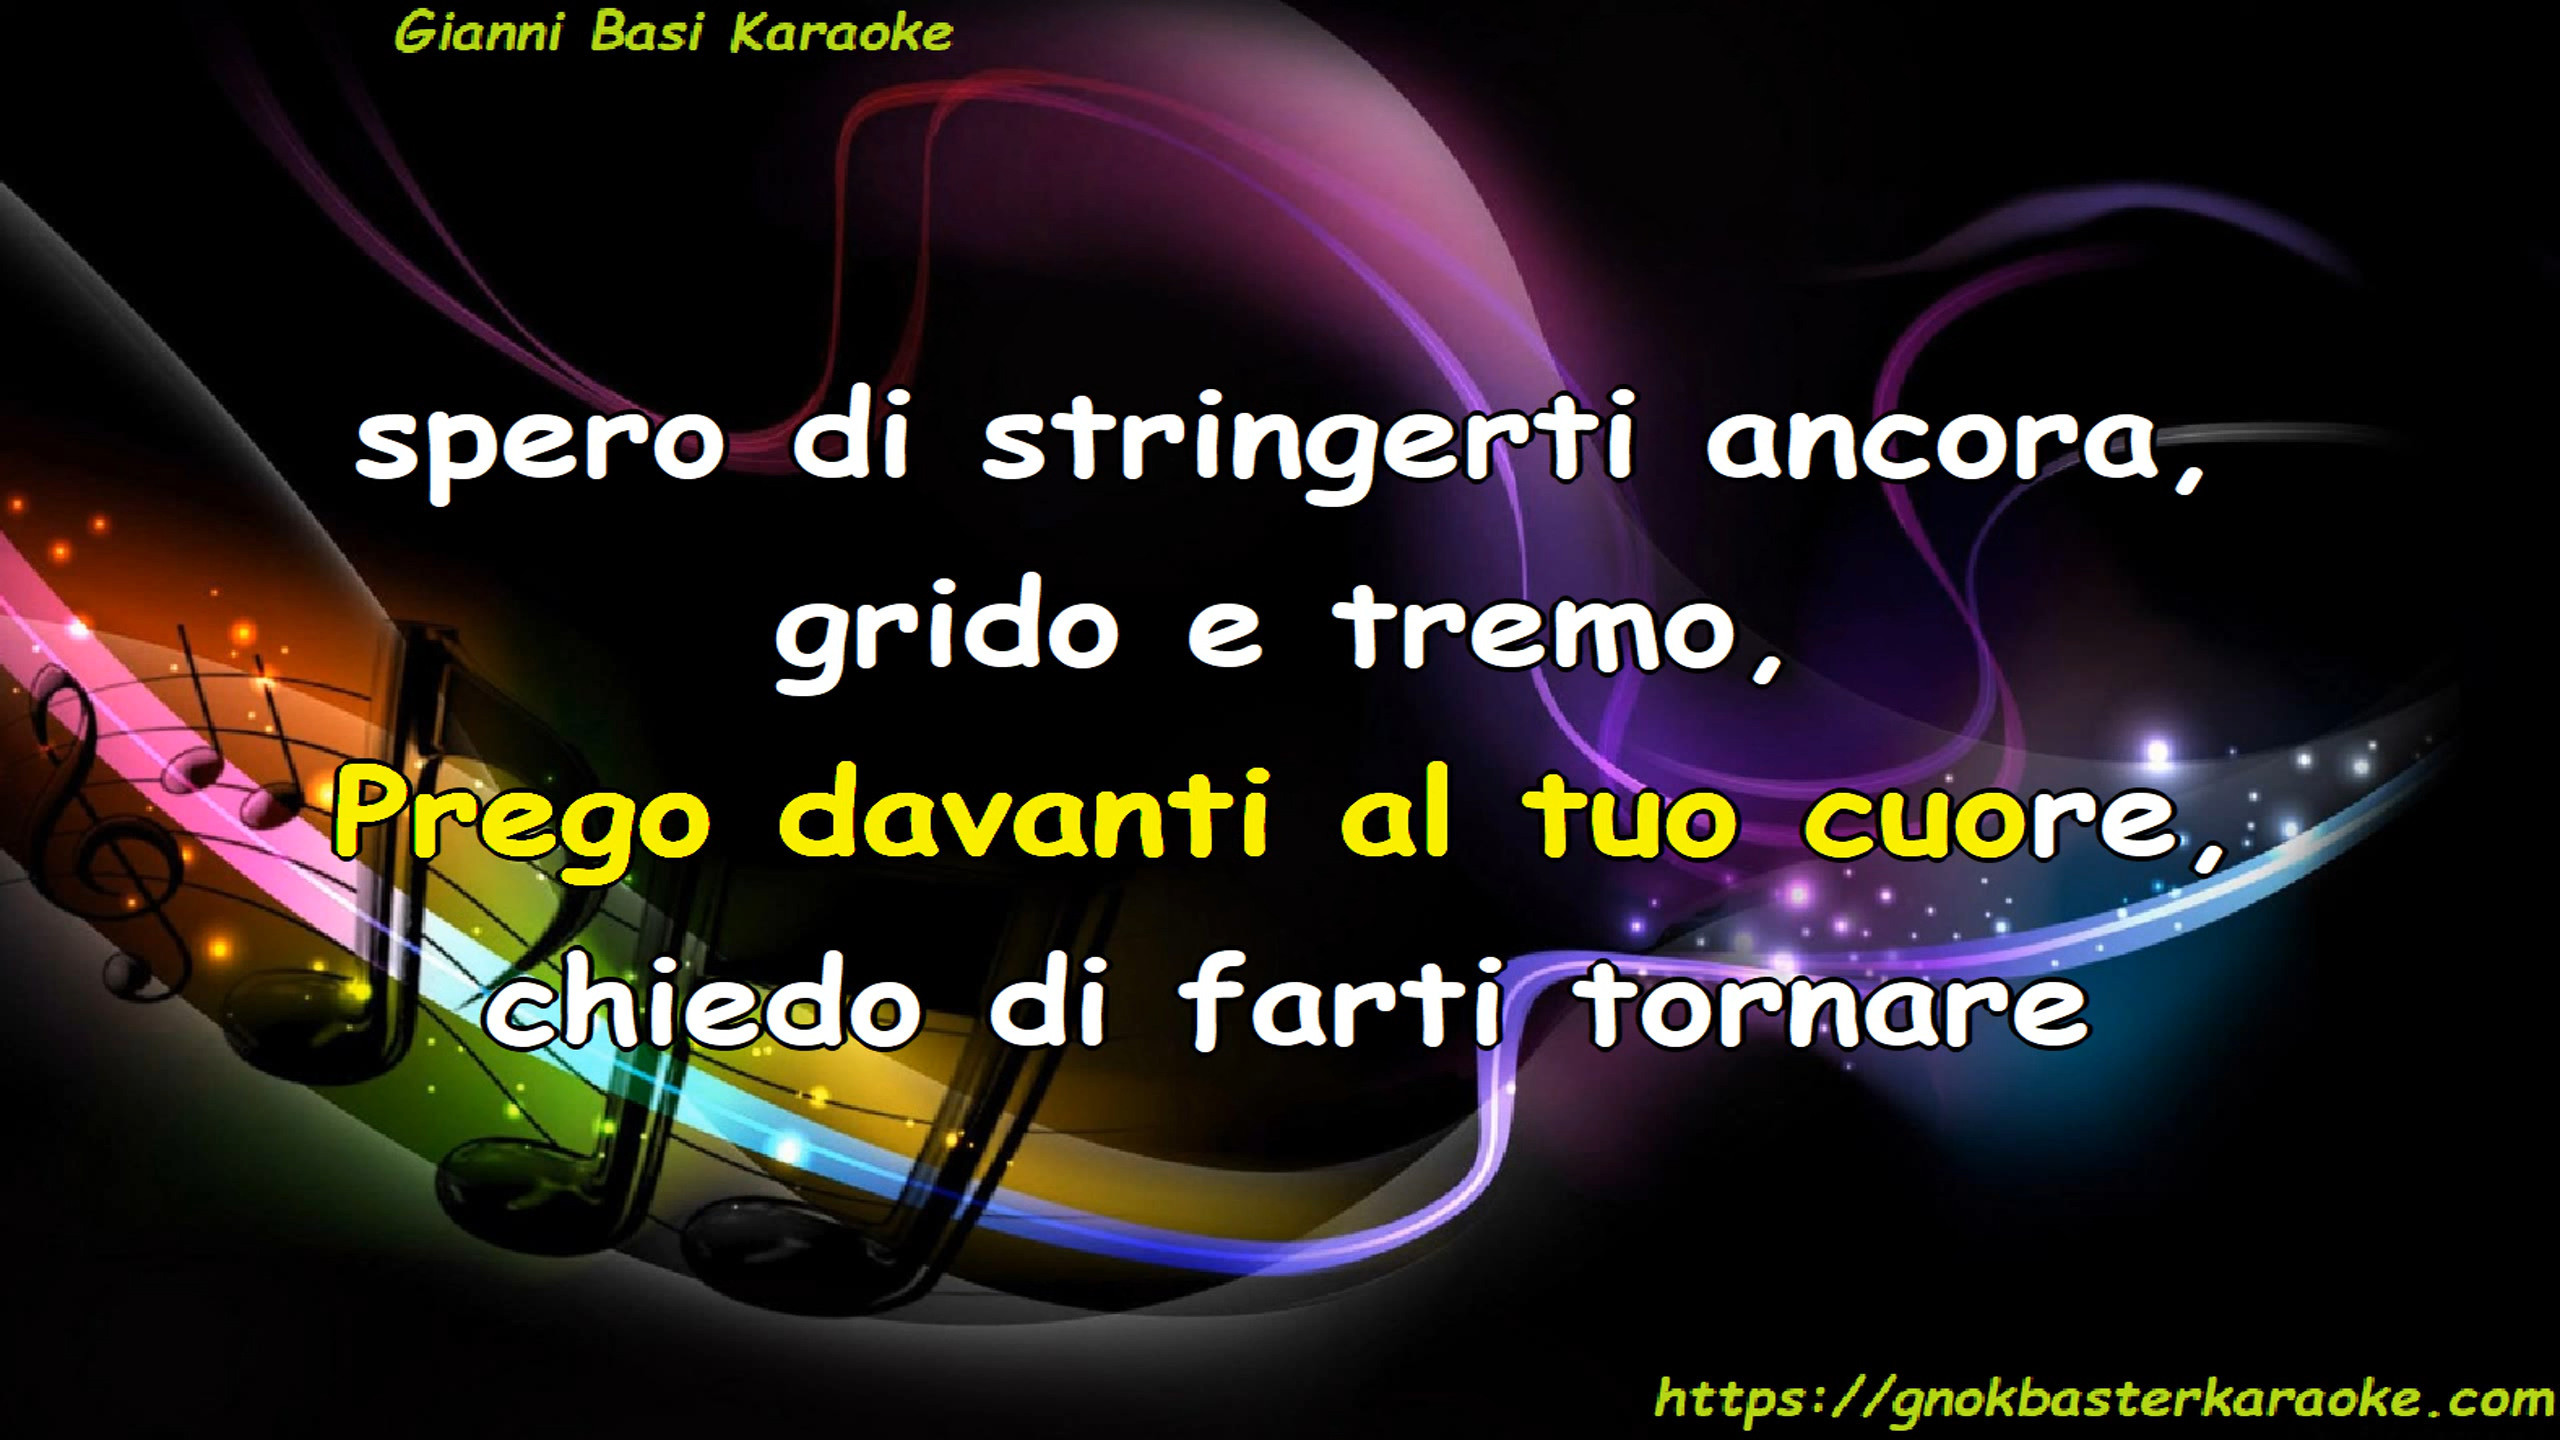 Gianni Basi Karaoke
spero di stringerti ancora,
grido e tremo,
Prego davanti al tuo cuore,
chiedo di farti tornare
https://gnokbasterkaraoke.com